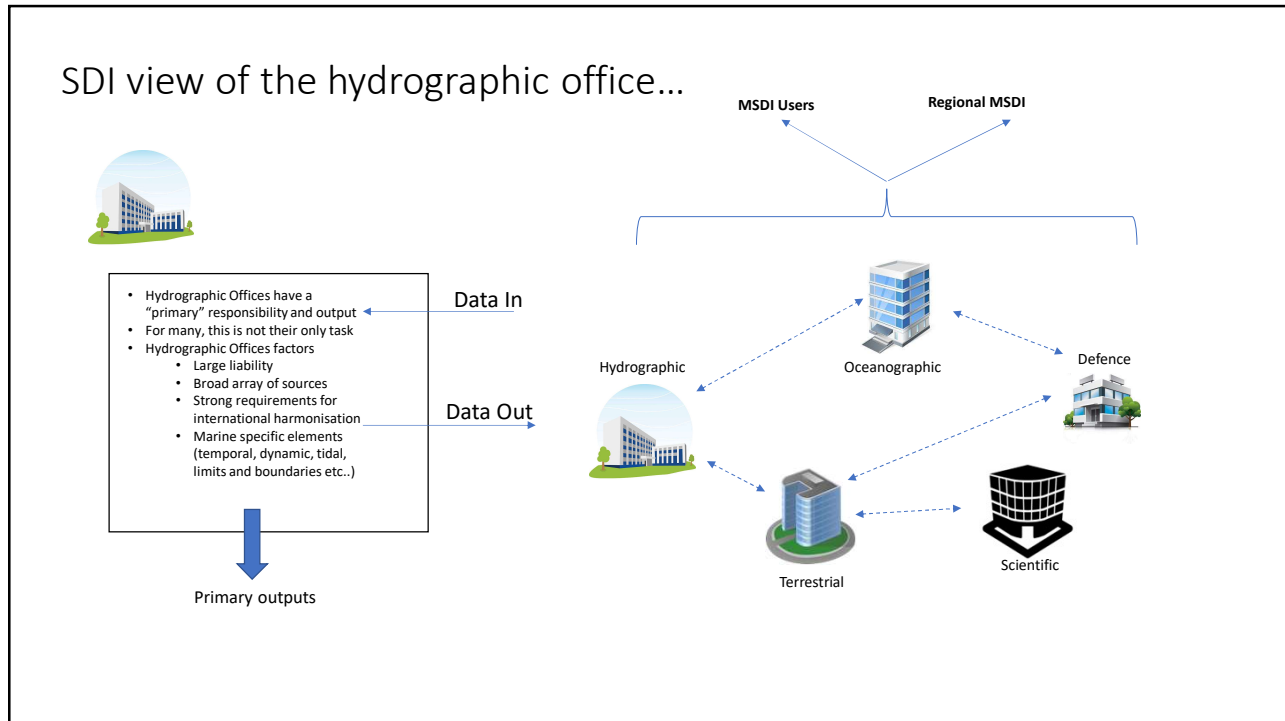 SDI view of the hydrographic office...
MSDI Users
Regional MSDI
• Hydrographic Offices have a
"primary" responsibility and output
• For many, this is not their only task
• Hydrographic Offices factors
• Large liability
• Broad array of sources
• Strong requirements for
international harmonisation
• Marine specific elements
(temporal, dynamic, tidal,
limits and boundaries etc..)
Data In
Data Out
Primary outputs
Hydrographic
Oceanographic
Defence
Terrestrial
Scientific